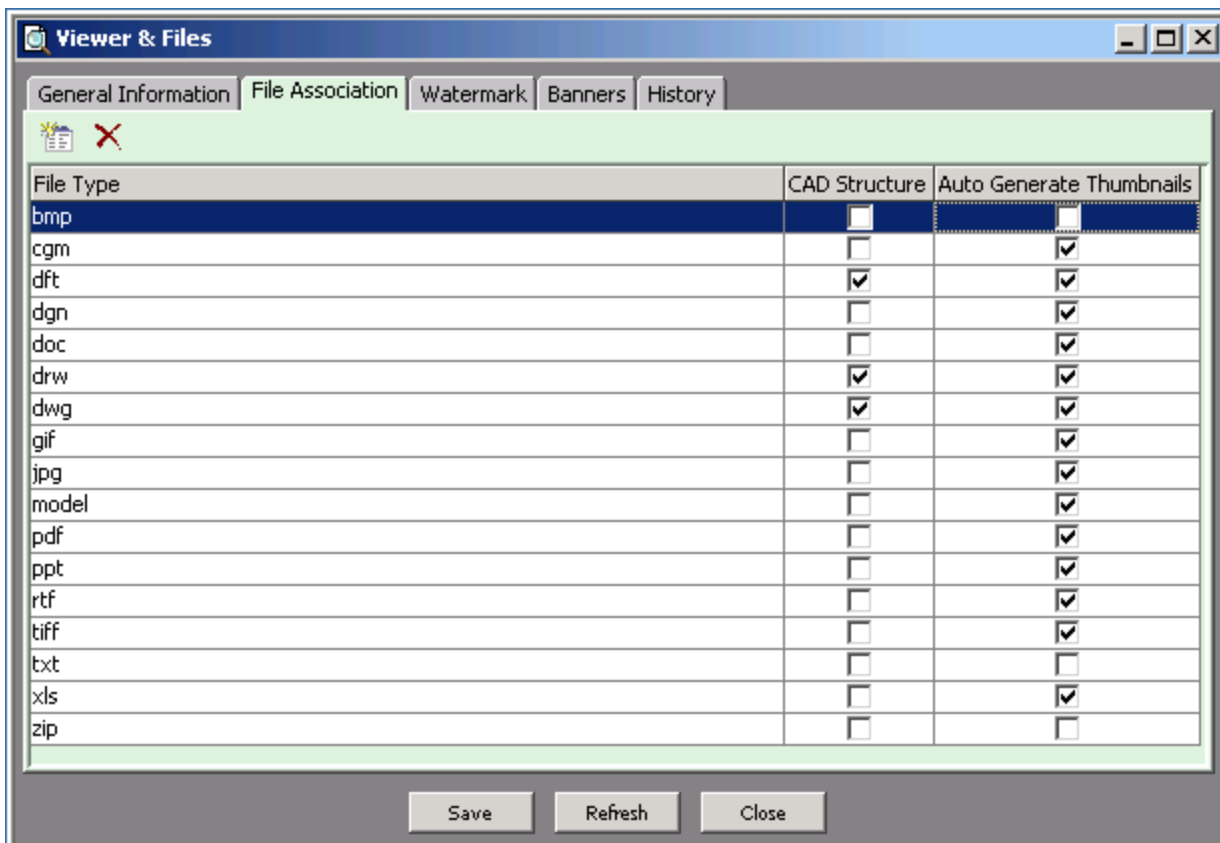 Viewer & Files
General Information File Association Watermark Banners History
File Type CAD Structure Auto Generate Thumbnails
bmp
cgm
dft
dgn
doc
drw
dwg
gif
jpg
model
pdf
ppt
rtf
tiff
txt
xls
zip
Save Refresh Close